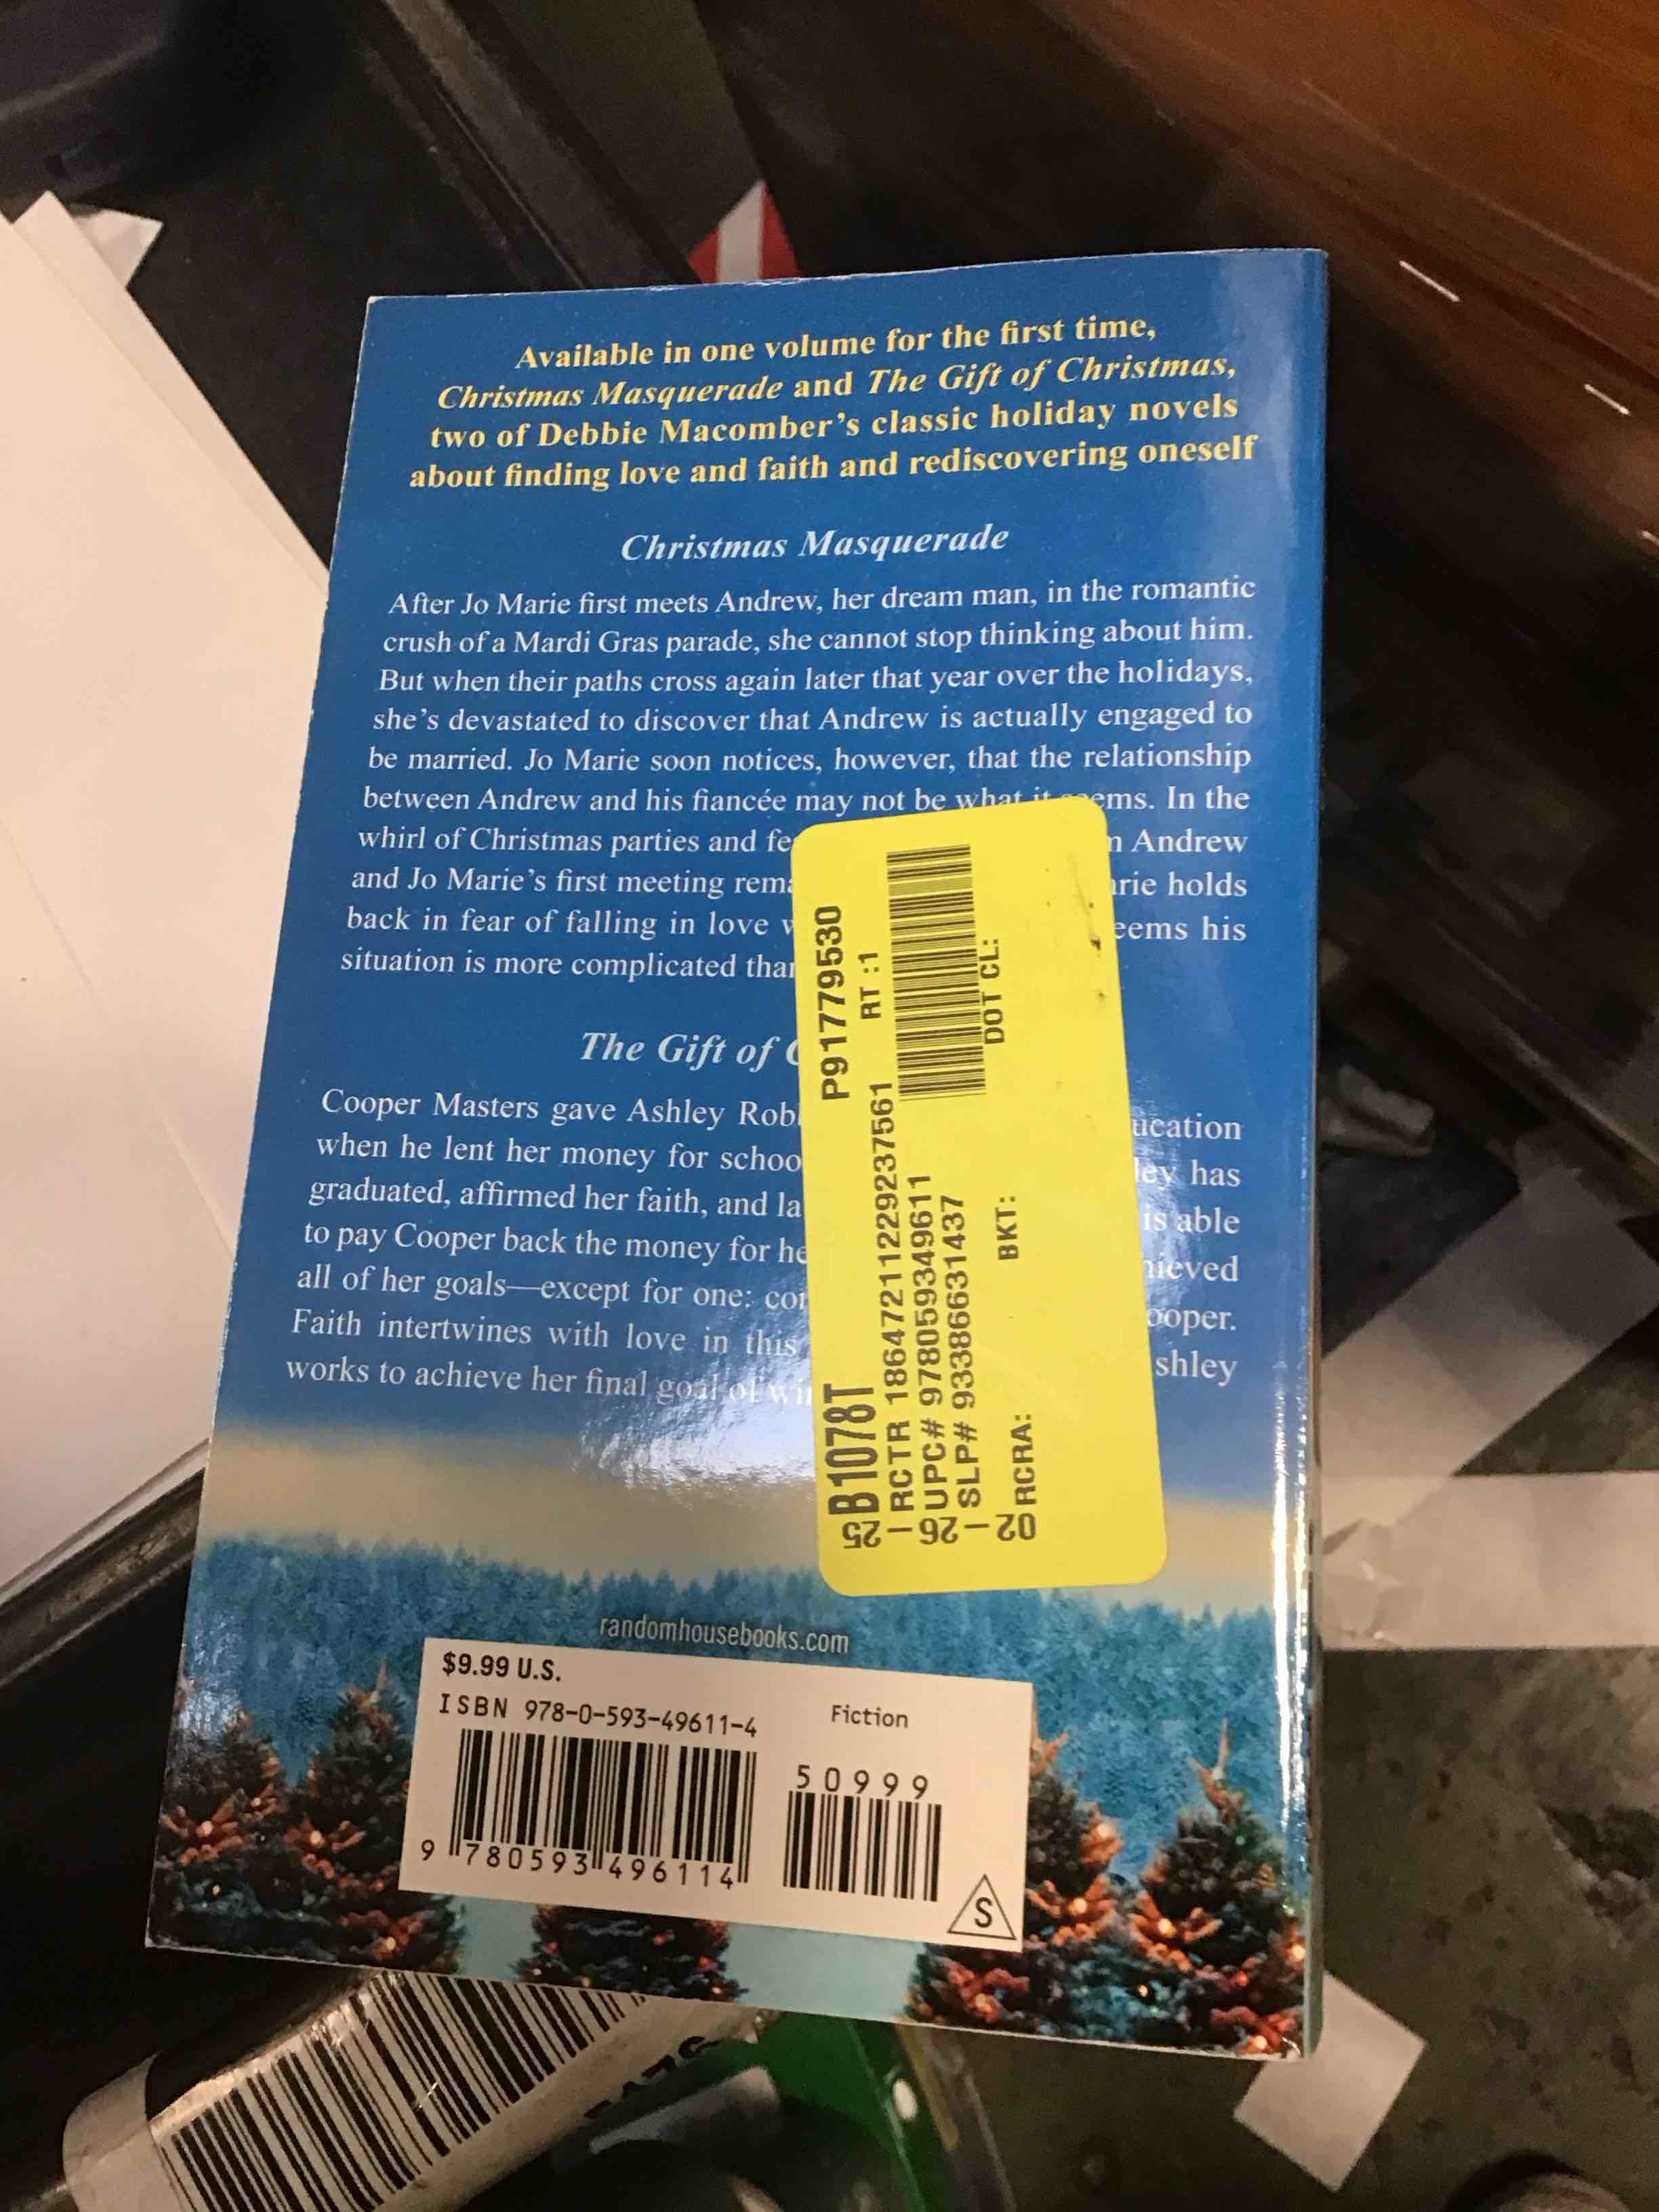 Available in one volume for the first time,
Christmas Masquerade and The Gift of Christmas,
two of Debbie Macomber's classic holiday novels
about finding love and faith and rediscovering oneself
Christmas Masquerade
After Jo Marie first meets Andrew, her dream man, in the romantic
crush of a Mardi Gras parade, she cannot stop thinking about him.
But when their paths cross again later that year over the holidays,
she's devastated to discover that Andrew is actually engaged to
be married. Jo Marie soon notices, however, that the relationship
between Andrew and his fiancée may not be what it In the
whirl of Christmas parties and Andrew
and Jo Marie's first meeting holds
back in fear of falling in love his
situation is more complicated
The Gift of
Cooper Masters gave Ashley
when he lent her money for has
graduated, affirmed her faith, and is able
to pay Cooper back the money for
all of her goals—except for one:
Faith intertwines with love in this
works to achieve her final goal of
P91779530
RT :1
25 B1078T
- RCTR 18647211229237561
26 UPC# 9780593496114
- SLP# 93386631437
02 RCRA: BKT: DOT CL:
randomhousebooks.com
$9.99 U.S.
ISBN 978-0-593-49611-4 Fiction
50999
9 780593 496114
S